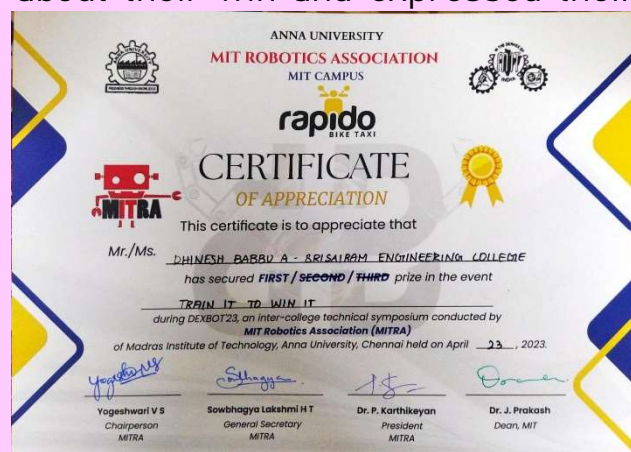 about their win and expressed their
ANNA UNIVERSITY
MIT ROBOTICS ASSOCIATION
MIT CAMPUS
rapido
BIKE TAXI
MITRA
CERTIFICATE
OF APPRECIATION
This certificate is to appreciate that
Mr./Ms. DHINESH BABBU A - SRISAIRAM ENGINEERING COLLEGE
has secured FIRST / SECOND / THIRD prize in the event
TRAIN IT TO WIN IT
during DEXBOT'23, an inter-college technical symposium conducted by
MIT Robotics Association (MITRA)
of Madras Institute of Technology, Anna University, Chennai held on April 23, 2023.
Yogeshwari V S Sowbhagya Lakshmi H T Dr. P. Karthikeyan Dr. J. Prakash
Chairperson General Secretary President Dean, MIT
MITRA MITRA MITRA